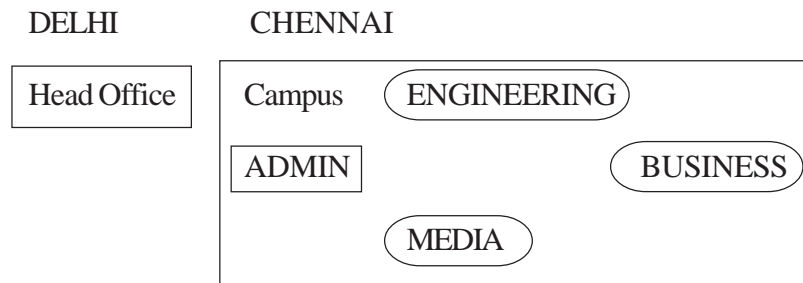 DELHI CHENNAI
Head Office Campus ENGINEERING
ADMIN BUSINESS
MEDIA